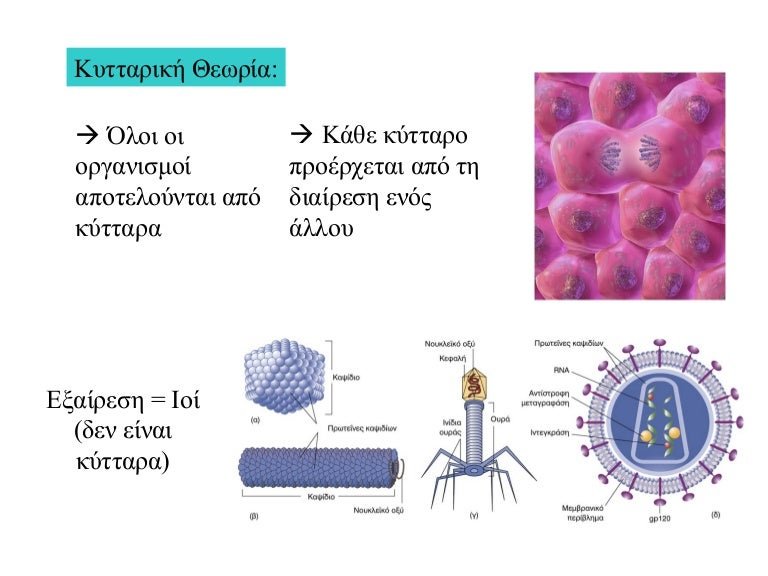 Κυτταρική Θεωρία:
→ Όλοι οι
οργανισμοί
αποτελούνται από
κύτταρα
→ Κάθε κύτταρο
προέρχεται από τη
διαίρεση ενός
άλλου
Εξαίρεση = Ιοί
(δεν είναι
κύτταρα)
Καψίδιο
(α)
Πρωτεΐνες καψιδίων
Καψίδιο
Νουκλεϊκό οξύ
(β)
Νουκλεϊκό οξύ
Κεφαλή
Ινίδια
ουράς
Ουρά
(γ)
Πρωτεΐνες καψιδίων
RNA
Αντίστροφη
μεταγραφάση
Ιντεγκράση
Μεμβρανικό
περίβλημα
gp120
(δ)